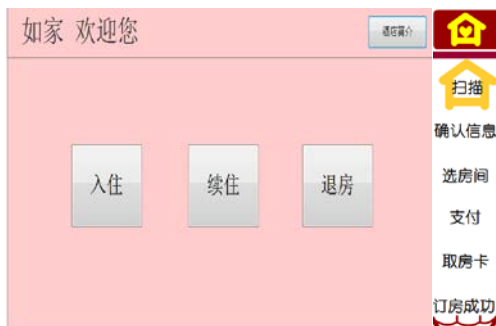 如家 欢迎您
酒店简介
入住
续住
退房
扫描
确认信息
选房间
支付
取房卡
订房成功